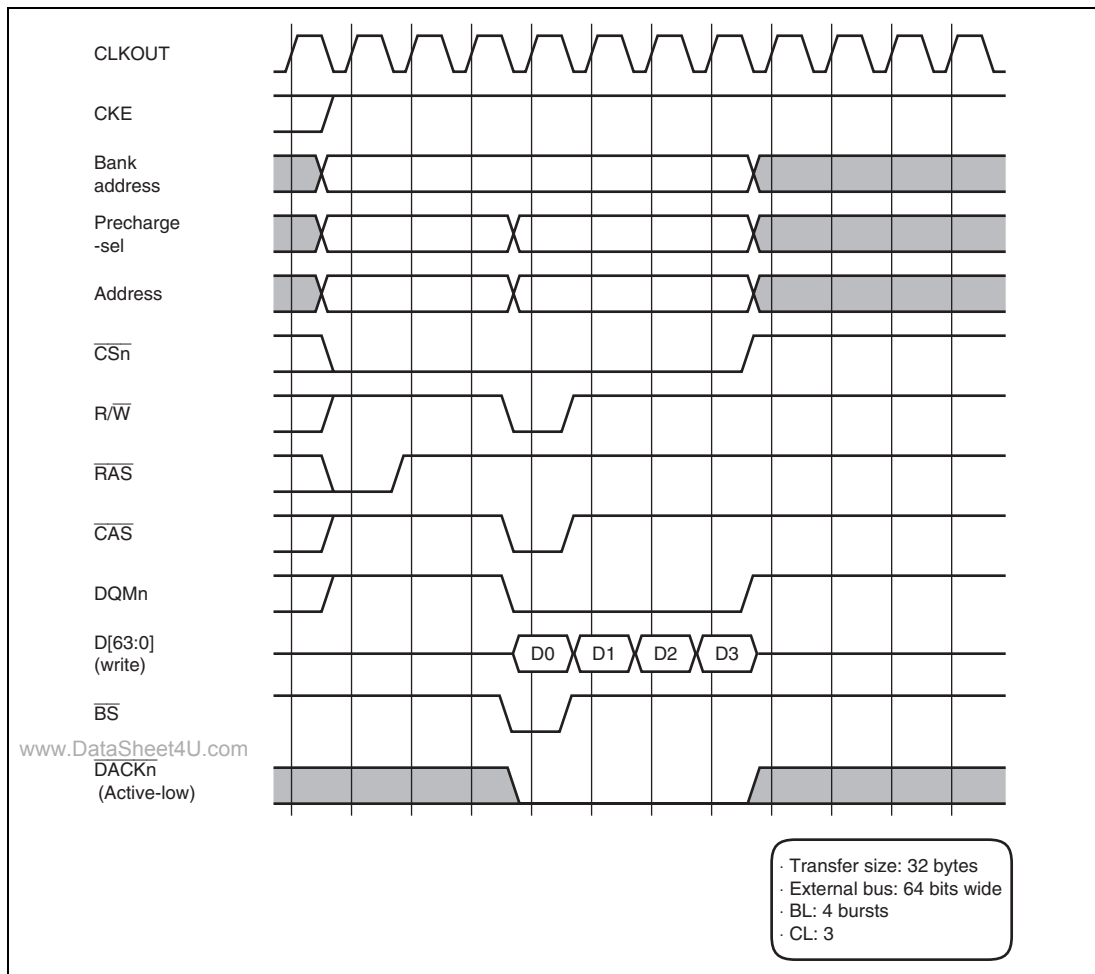 CLKOUT
CKE
Bank
address
Precharge
-sel
Address
CSn
R/W
RAS
CAS
DQMn
D[63:0]
(write)
D0 D1 D2 D3
BS
www.DataSheet4U.com
DACKn
(Active-low)
· Transfer size: 32 bytes
· External bus: 64 bits wide
· BL: 4 bursts
· CL: 3